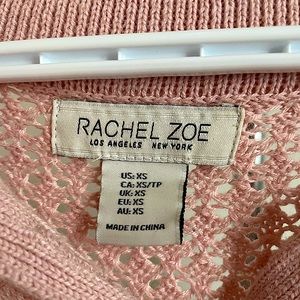 RACHEL ZOE
LOS ANGELES NEW YORK
US: XS
CA: XS/TP
UK: XS
EU: XS
AU: XS
MADE IN CHINA